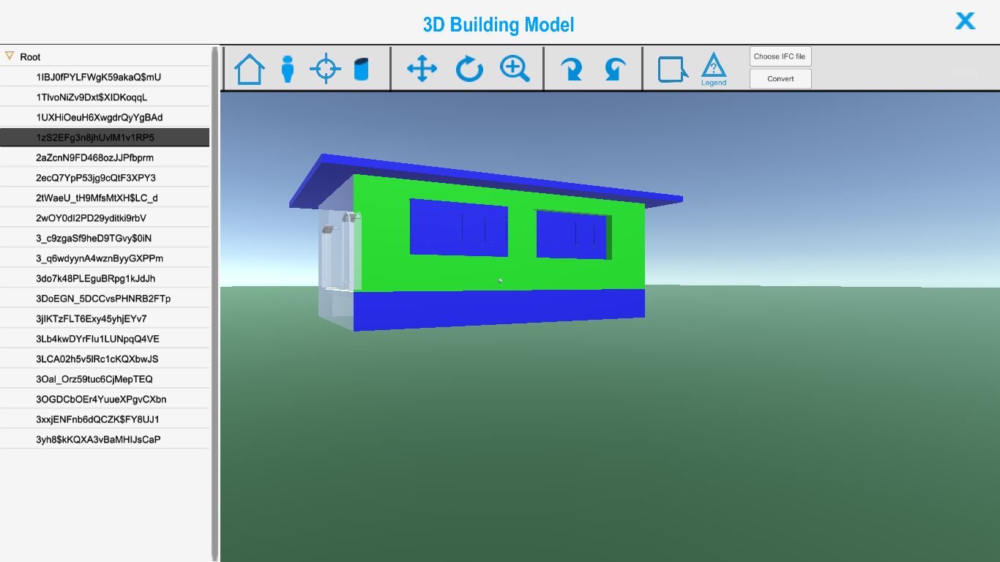 3D Building Model
X
Root
1IBJ0fPYLFWgK59akaQ$mU
1TIvoNiZv9Dxt$XIDKoqqL
1UXHiOeuH6XwgdrQyYgBAd
1zS2EFg3n8jhUvlM1v1RP5
2aZcnN9FD468ozJJPfbprm
2ecQ7YpP53jg9cQtF3XPY3
2tWaeU_tH9MfsMtXH$LC_d
2wOY0dI2PD29yditki9rbV
3_c9zgaSf9heD9TGvy$0iN
3_q6wdyynA4wznByyGXPPm
3do7k48PLEguBRpg1kJdJh
3DoEGN_5DCCvsPHNRB2FTp
3jIKTzFLT6Exy45yhjEYv7
3Lb4kwDYrFIu1LUNpqQ4VE
3LCA02h5v5lRc1cKQXbwJS
3OaI_Orz59tuc6CjMepTEQ
3OGDCbOEr4YuueXPgvCXbn
3xxjENFnb6dQCZK$FY8UJ1
3yh8$kKQXA3vBaMHIJsCaP
?
Legend
Choose IFC file
Convert